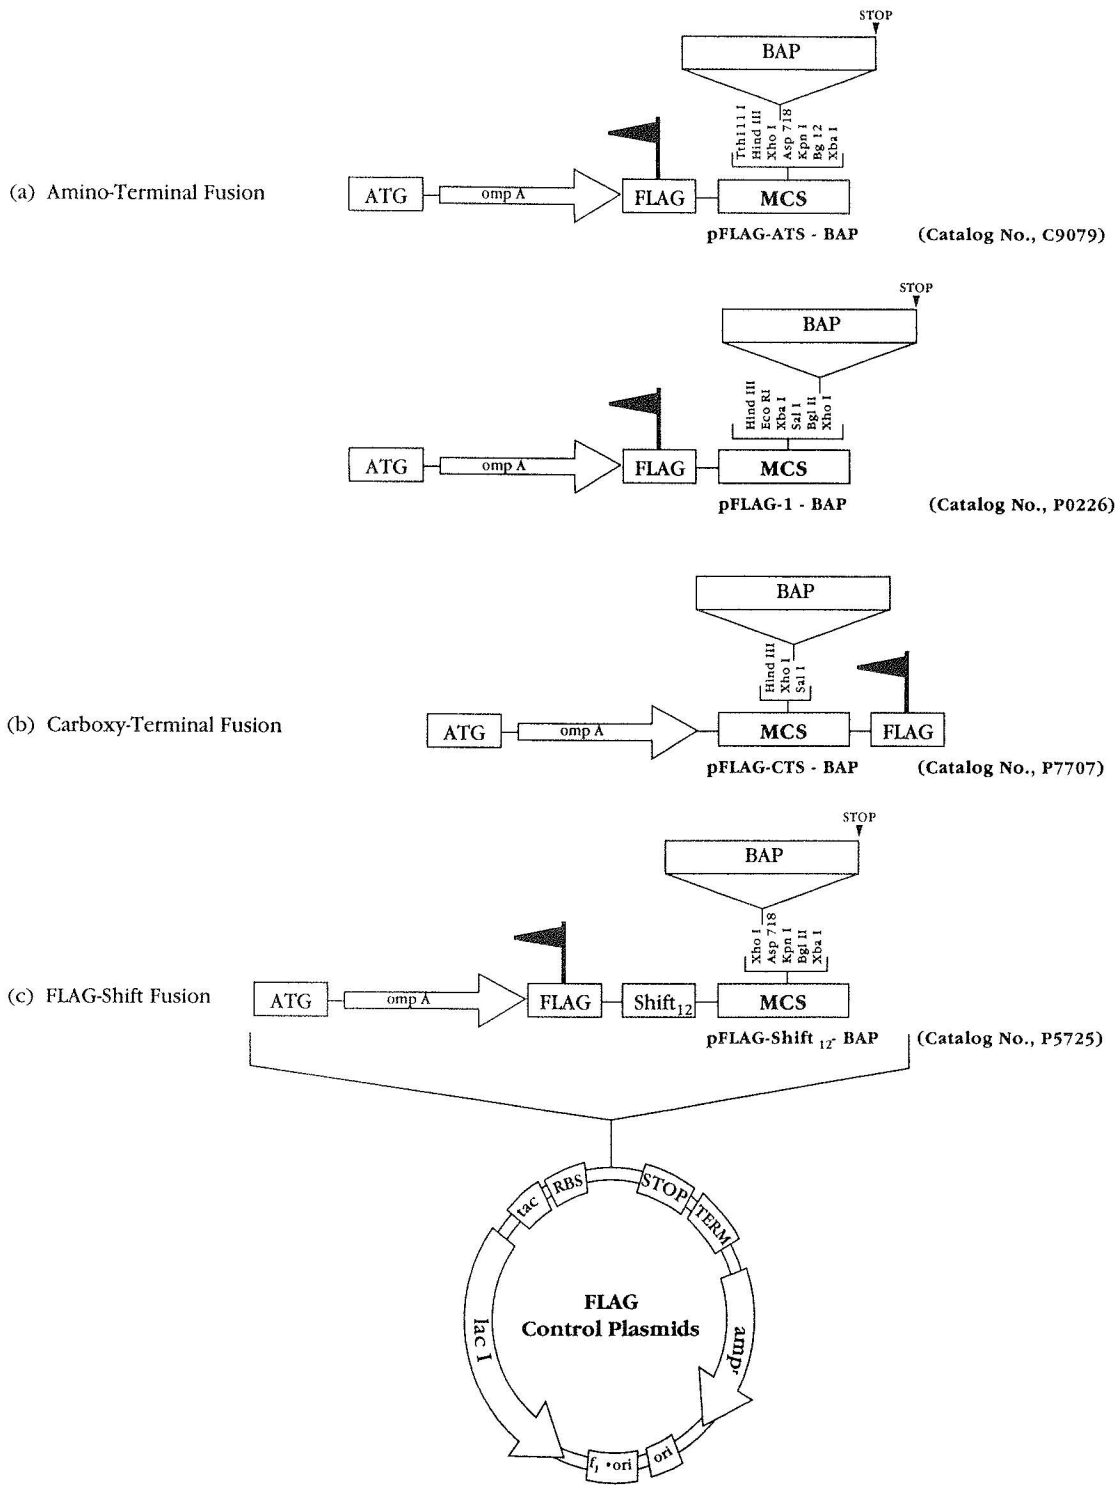 STOP
BAP
Tth111 I
Hind III
Xho I
Asp 718
Kpn I
Bg 12
Xba I
(a) Amino-Terminal Fusion
ATG
omp A
FLAG
MCS
pFLAG-ATS - BAP
(Catalog No., C9079)
STOP
BAP
Hind III
Eco RI
Xba I
Sal I
Bgl II
Xho I
ATG
omp A
FLAG
MCS
pFLAG-1 - BAP
(Catalog No., P0226)
BAP
Hind III
Xho I
Sal I
(b) Carboxy-Terminal Fusion
ATG
omp A
MCS
FLAG
pFLAG-CTS - BAP
(Catalog No., P7707)
STOP
BAP
Xho I
Asp 718
Kpn I
Bgl II
Xba I
(c) FLAG-Shift Fusion
ATG
omp A
FLAG
Shift12
MCS
pFLAG-Shift 12- BAP
(Catalog No., P5725)
tac
RBS
STOP
TERM
FLAG
Control Plasmids
lac I
ampr
f1 •ori
ori